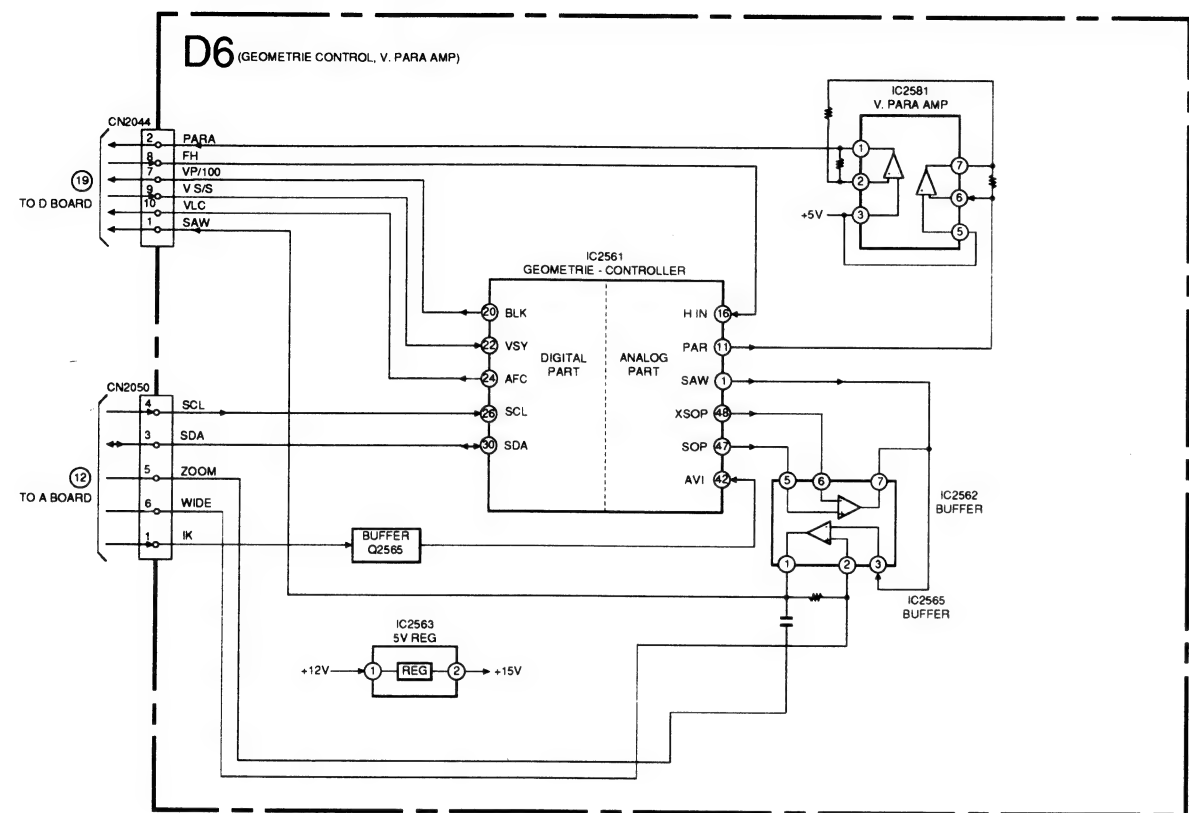 D6 (GEOMETRIE CONTROL, V. PARA AMP)
CN2044
2 PARA
8 FH
7 VP/100
9 V S/S
10 VLC
1 SAW
19
TO D BOARD
IC2581
V. PARA AMP
1
2
3
7
6
5
+5V
IC2561
GEOMETRIE - CONTROLLER
20 BLK
22 VSY
24 AFC
26 SCL
30 SDA
DIGITAL
PART
ANALOG
PART
H IN 16
PAR 11
SAW 1
XSOP 48
SOP 47
AVI 42
CN2050
4 SCL
3 SDA
5 ZOOM
6 WIDE
1 IK
12
TO A BOARD
BUFFER
Q2565
5 6 7
IC2562
BUFFER
1 2 3
IC2565
BUFFER
IC2563
5V REG
+12V 1 REG 2 +15V